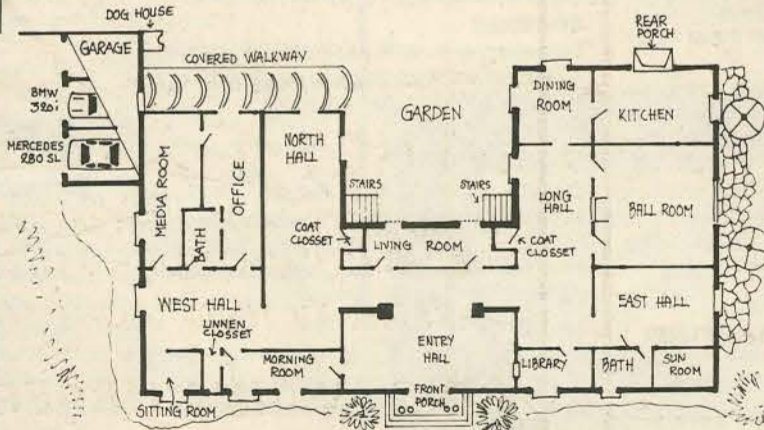 DOG HOUSE
GARAGE
COVERED WALKWAY
REAR
PORCH
BMW
320i
MERCEDES
280 SL
DINING
ROOM
KITCHEN
GARDEN
NORTH
HALL
MEDIA ROOM
OFFICE
BATH
STAIRS
STAIRS
LONG
HALL
BALL ROOM
COAT
CLOSSET
LIVING ROOM
COAT
CLOSSET
WEST HALL
LINNEN
CLOSSET
EAST HALL
MORNING
ROOM
ENTRY
HALL
LIBRARY
BATH
SUN
ROOM
SITTING ROOM
FRONT
PORCH